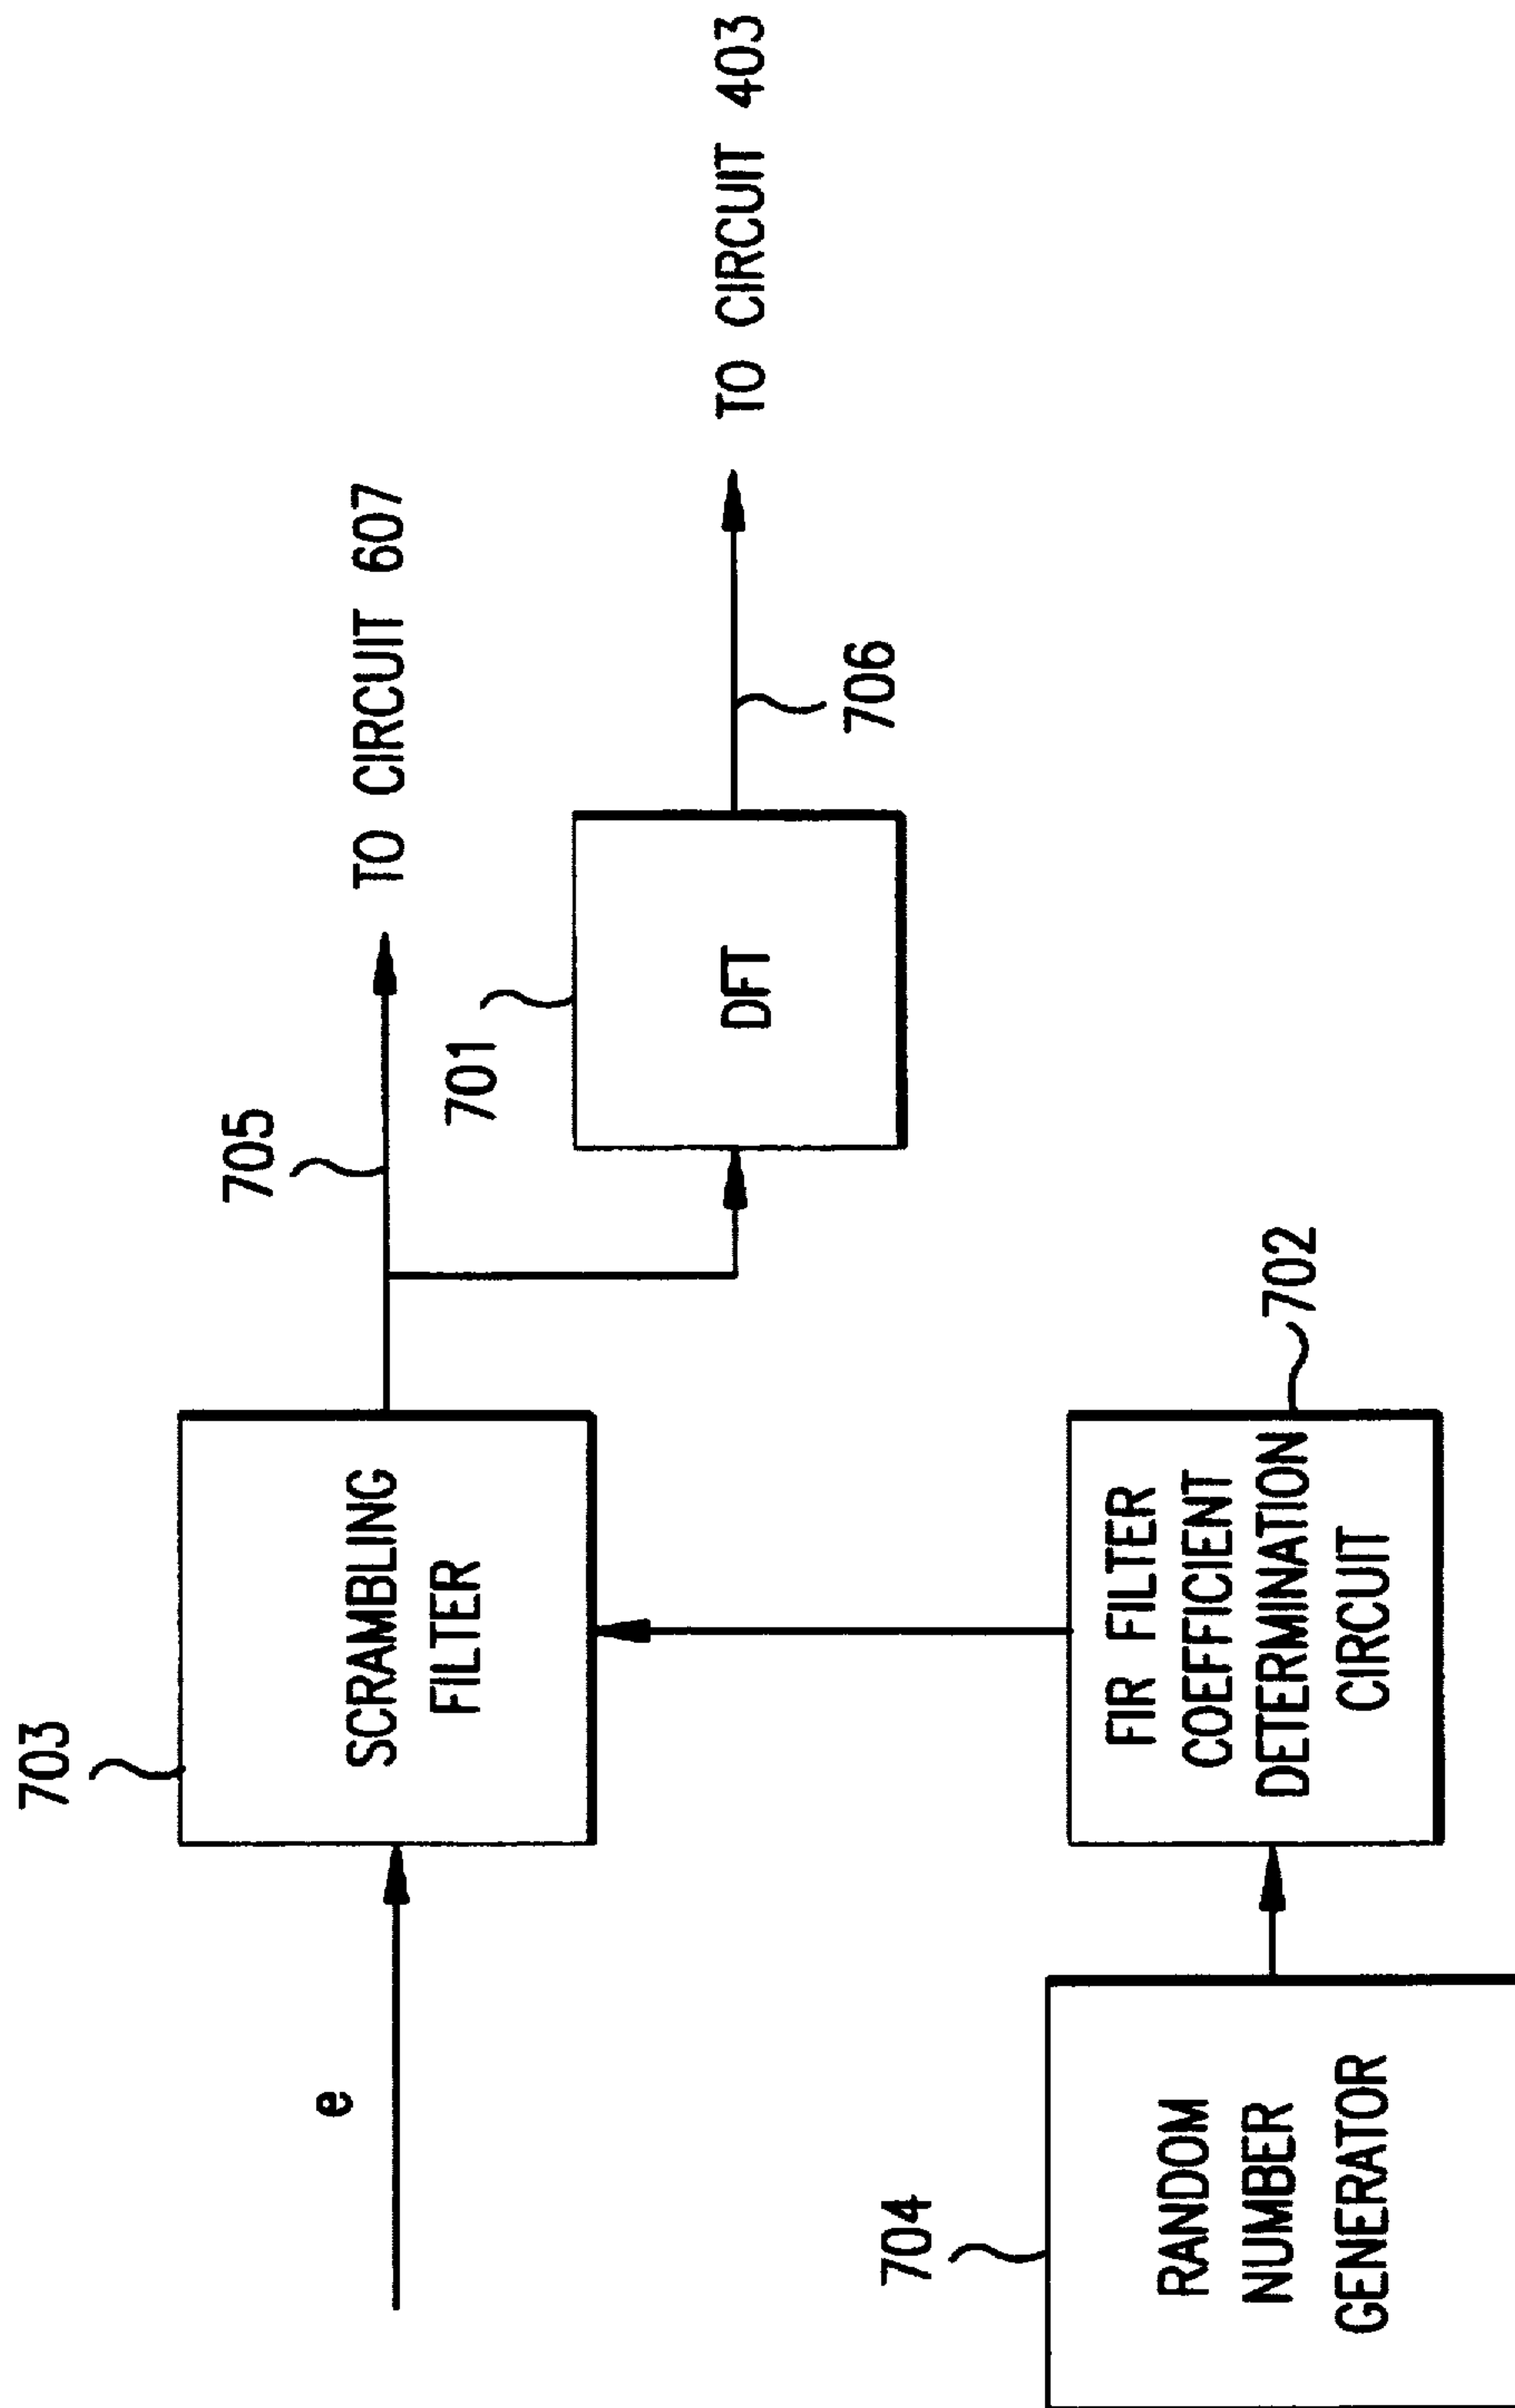 703
e
SCRAMBLING
FILTER
705
TO CIRCUIT 607
701
DFT
706
TO CIRCUIT 403
704
RANDOM
NUMBER
GENERATOR
FIR FILTER
COEFFICIENT
DETERMINATION
CIRCUIT
702